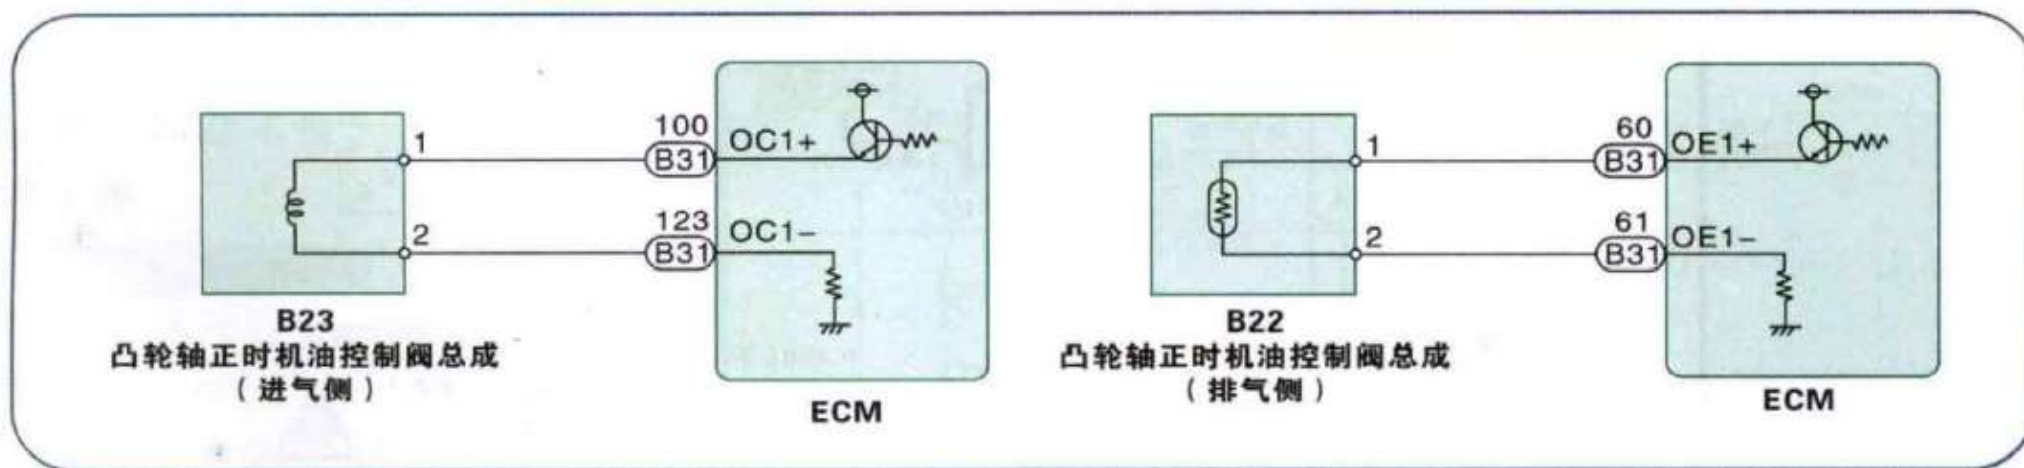 1
100
B31
OC1+
2
123
B31
OC1−
B23
凸轮轴正时机油控制阀总成
（进气侧）
ECM
1
60
B31
OE1+
2
61
B31
OE1−
B22
凸轮轴正时机油控制阀总成
（排气侧）
ECM